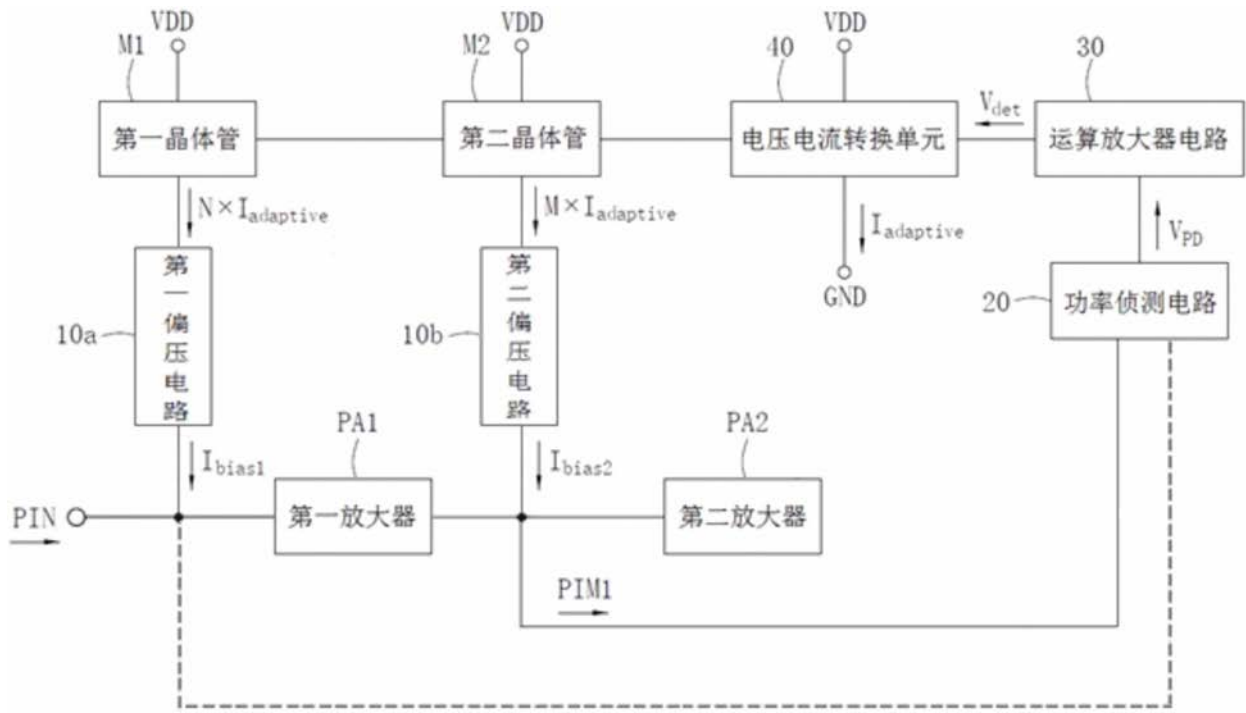 VDD
VDD
VDD
M1
M2
40
30
第一晶体管
第二晶体管
电压电流转换单元
Vdet
运算放大器电路
N×Iadaptive
M×Iadaptive
Iadaptive
VPD
GND
第一偏压电路
第二偏压电路
10a
10b
20
功率侦测电路
PA1
PA2
Ibias1
Ibias2
PIN
第一放大器
第二放大器
PIM1